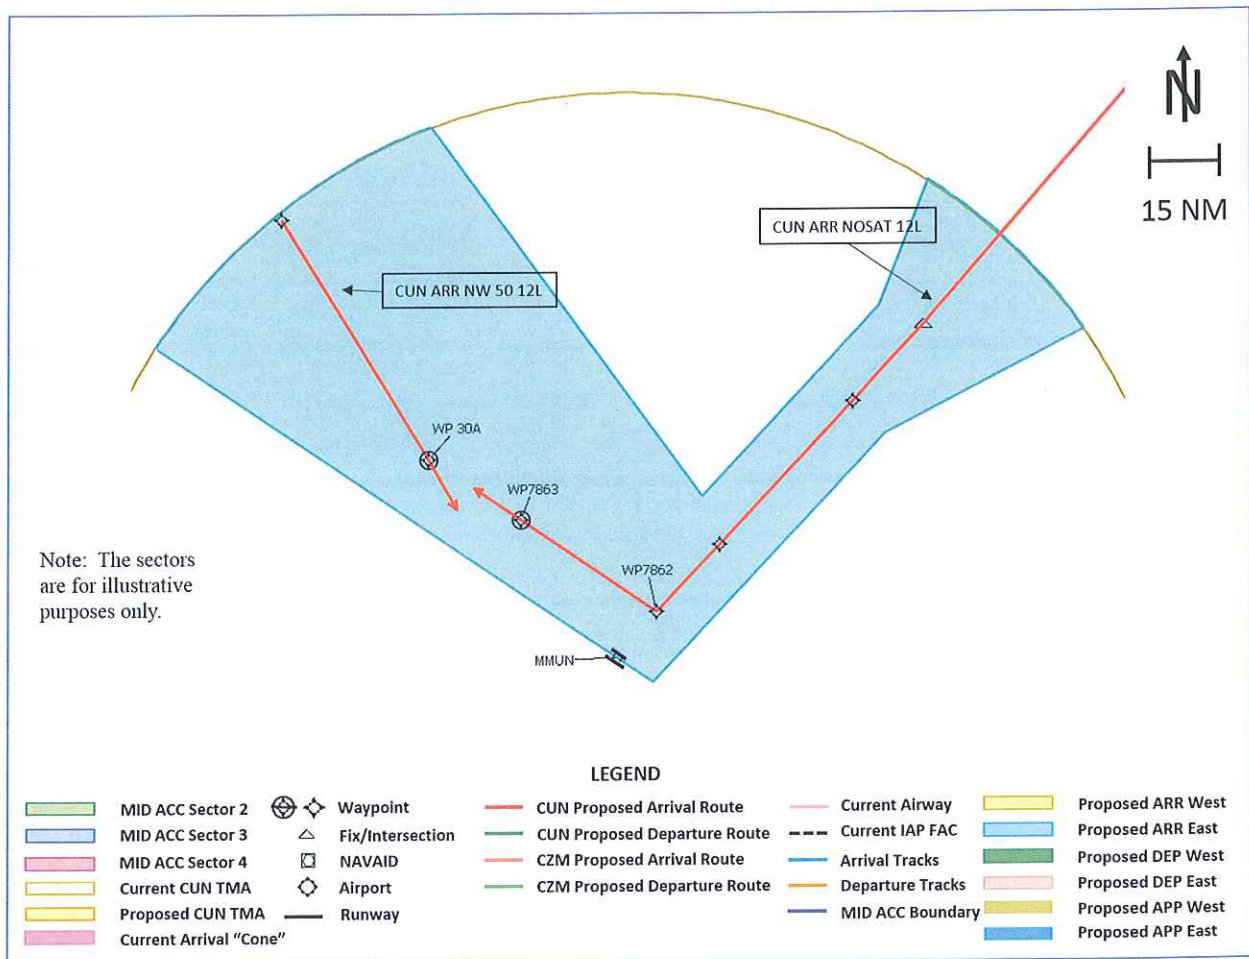 N
15 NM
CUN ARR NOSAT 12L
CUN ARR NW 50 12L
WP 30A
WP7863
WP7862
MMUN
Note: The sectors
are for illustrative
purposes only.
LEGEND
MID ACC Sector 2
MID ACC Sector 3
MID ACC Sector 4
Current CUN TMA
Proposed CUN TMA
Current Arrival "Cone"
Waypoint
Fix/Intersection
NAVAID
Airport
Runway
CUN Proposed Arrival Route
CUN Proposed Departure Route
CZM Proposed Arrival Route
CZM Proposed Departure Route
Current Airway
Current IAP FAC
Arrival Tracks
Departure Tracks
MID ACC Boundary
Proposed ARR West
Proposed ARR East
Proposed DEP West
Proposed DEP East
Proposed APP West
Proposed APP East